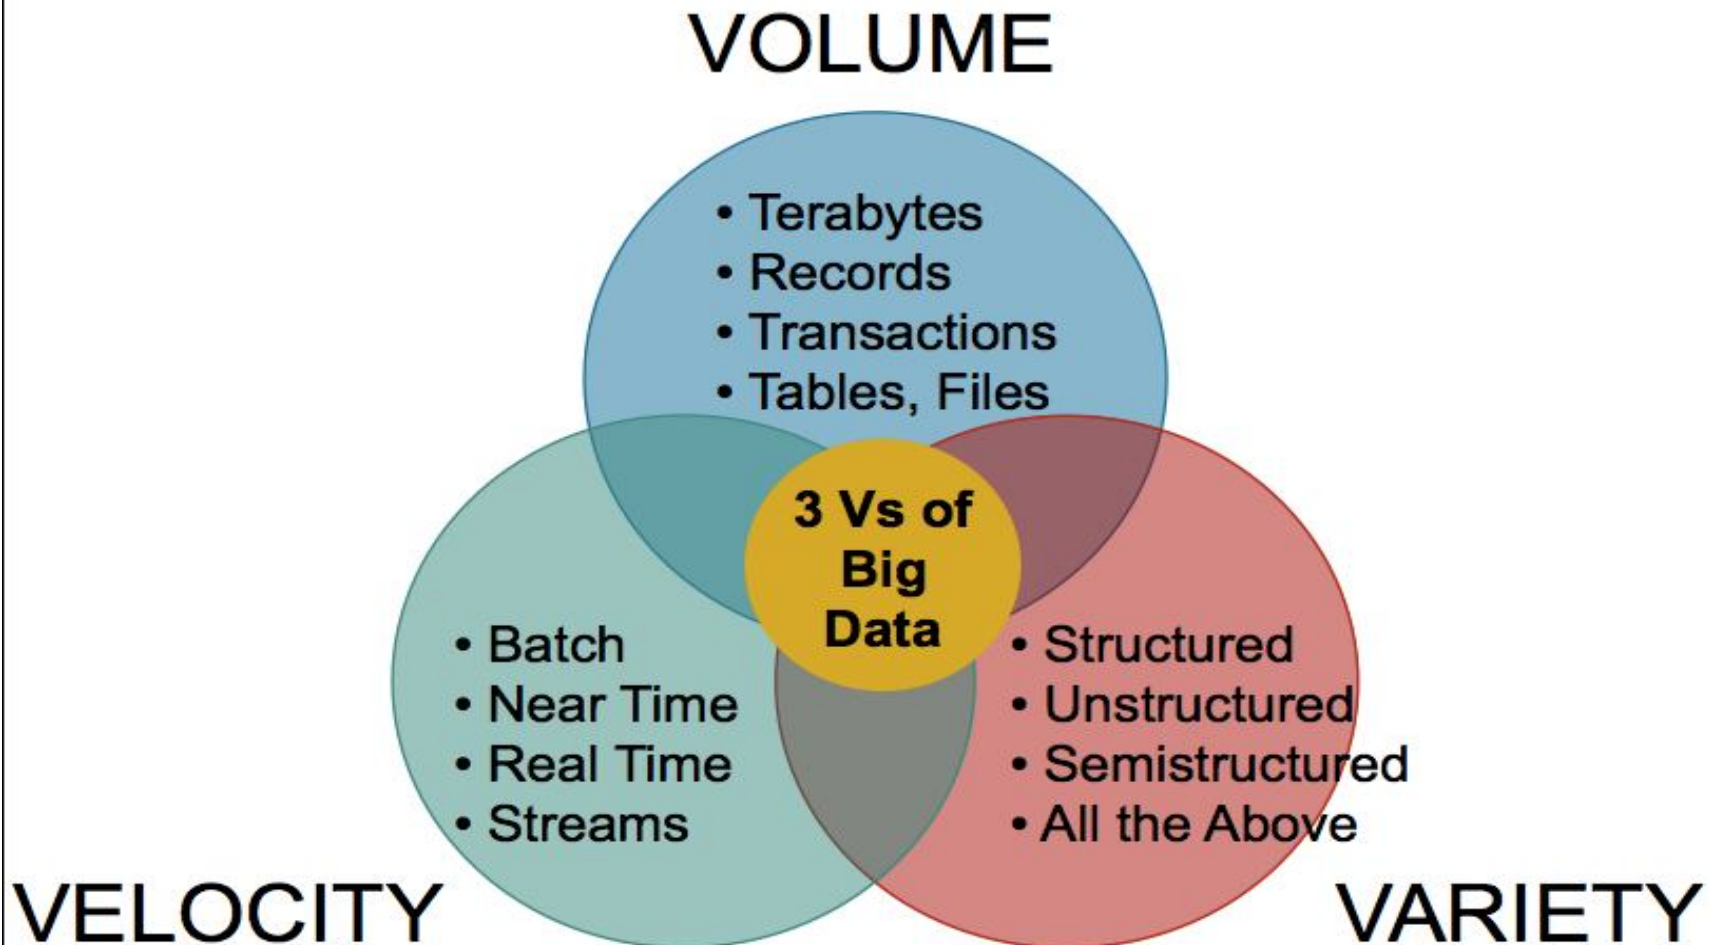 VOLUME
• Terabytes
• Records
• Transactions
• Tables, Files
3 Vs of
Big
Data
• Batch
• Near Time
• Real Time
• Streams
• Structured
• Unstructured
• Semistructured
• All the Above
VELOCITY
VARIETY